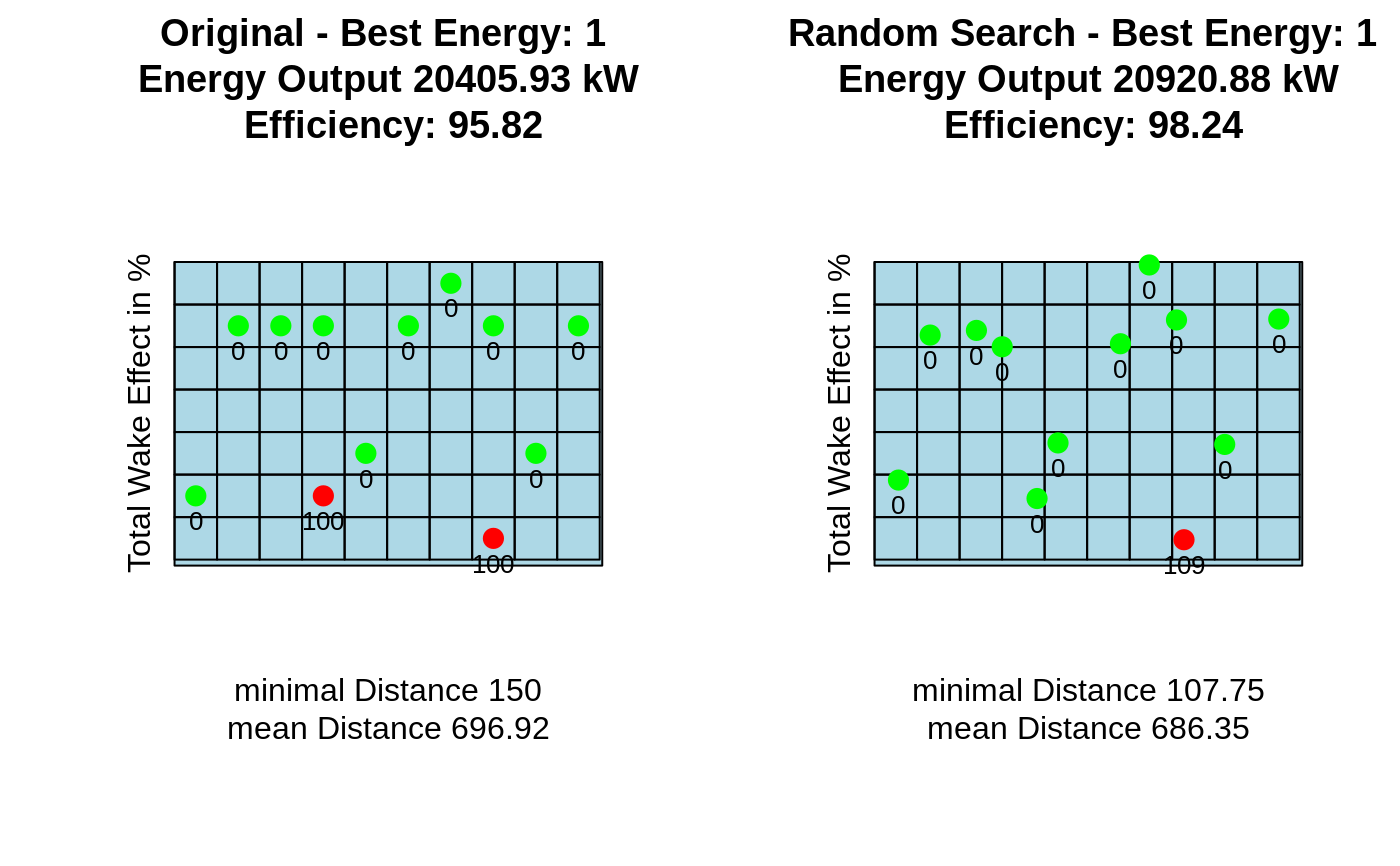 Original - Best Energy: 1
Energy Output 20405.93 kW
Efficiency: 95.82
Total Wake Effect in %
0
0 0 0 0 0 0
0 0
0 100
100
minimal Distance 150
mean Distance 696.92
Random Search - Best Energy: 1
Energy Output 20920.88 kW
Efficiency: 98.24
Total Wake Effect in %
0
0 0
0 0 0 0
0 0
0
0
109
minimal Distance 107.75
mean Distance 686.35